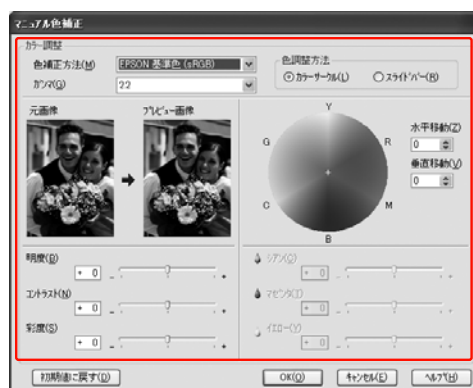 マニュアル色補正
カラー調整
色補正方法(M)
EPSON 基準色 (sRGB)
ガンマ(G)
2.2
色調整方法
カラーサークル(L)
スライドバー(R)
元画像
プレビュー画像
Y
G
R
C
M
B
水平移動(Z)
0
垂直移動(V)
0
明度(B)
+ 0
- +
コントラスト(N)
+ 0
- +
彩度(S)
+ 0
- +
シアン(C)
+ 0
- +
マゼンタ(T)
+ 0
- +
イエロー(Y)
+ 0
- +
初期値に戻す(D)
OK(O)
キャンセル(E)
ヘルプ(H)